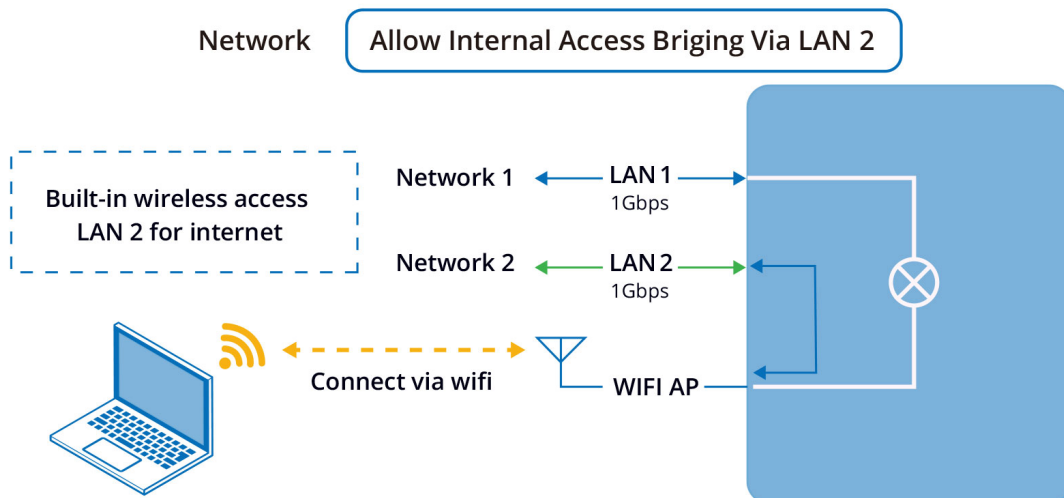 Network Allow Internal Access Briging Via LAN 2
Built-in wireless access
LAN 2 for internet
Network 1 LAN 1
1Gbps
Network 2 LAN 2
1Gbps
Connect via wifi
WIFI AP